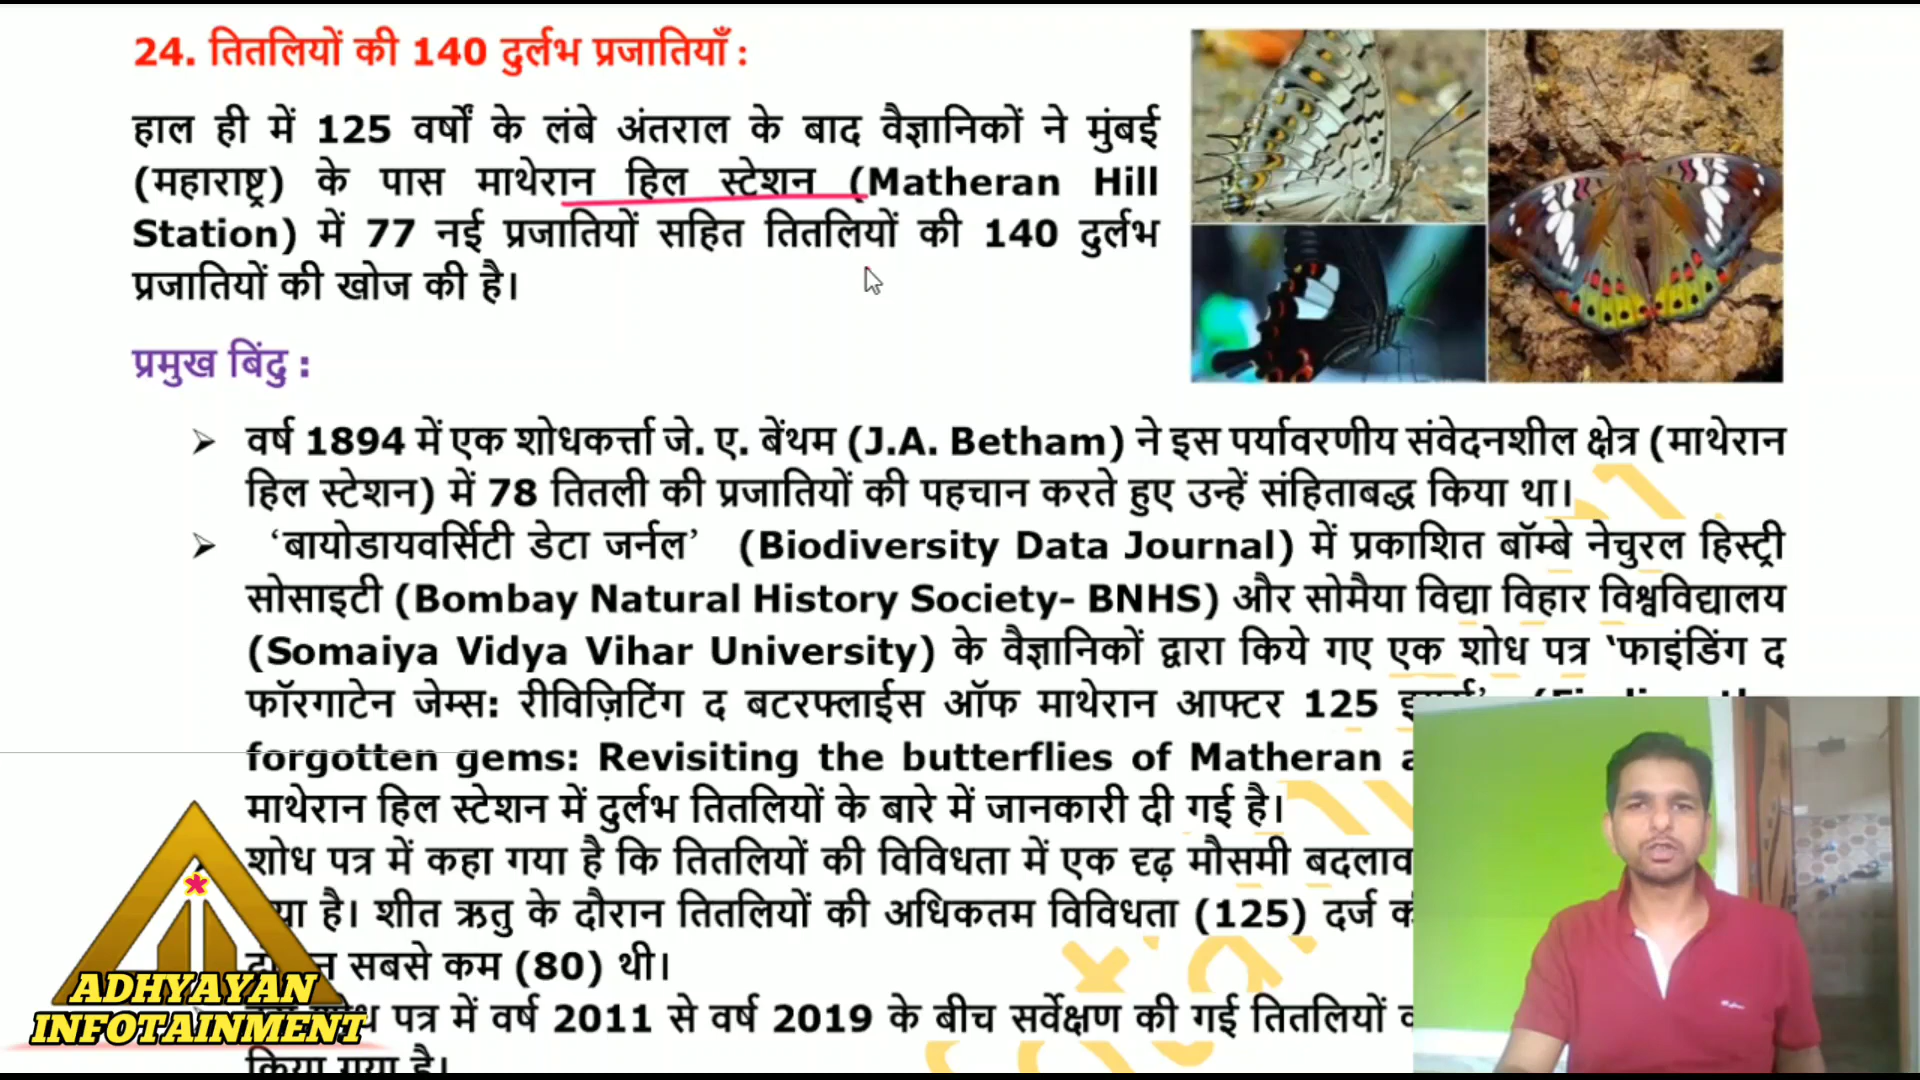 24. तितलियों की 140 दुर्लभ प्रजातियाँ :
हाल ही में 125 वर्षों के लंबे अंतराल के बाद वैज्ञानिकों ने मुंबई
(महाराष्ट्र) के पास माथेरान हिल स्टेशन (Matheran Hill
Station) में 77 नई प्रजातियों सहित तितलियों की 140 दुर्लभ
प्रजातियों की खोज की है।
प्रमुख बिंदु :
➢ वर्ष 1894 में एक शोधकर्त्ता जे. ए. बेंथम (J.A. Betham) ने इस पर्यावरणीय संवेदनशील क्षेत्र (माथेरान
हिल स्टेशन) में 78 तितली की प्रजातियों की पहचान करते हुए उन्हें संहिताबद्ध किया था।
➢ ‘बायोडायवर्सिटी डेटा जर्नल’ (Biodiversity Data Journal) में प्रकाशित बॉम्बे नेचुरल हिस्ट्री
सोसाइटी (Bombay Natural History Society- BNHS) और सोमैया विद्या विहार विश्वविद्यालय
(Somaiya Vidya Vihar University) के वैज्ञानिकों द्वारा किये गए एक शोध पत्र ‘फाइंडिंग द
फॉरगाटेन जेम्स: रीविज़िटिंग द बटरफ्लाईस ऑफ माथेरान आफ्टर 125
forgotten gems: Revisiting the butterflies of Matheran
माथेरान हिल स्टेशन में दुर्लभ तितलियों के बारे में जानकारी दी गई है।
शोध पत्र में कहा गया है कि तितलियों की विविधता में एक दृढ़ मौसमी बदलाव
है। शीत ऋतु के दौरान तितलियों की अधिकतम विविधता (125) दर्ज
सबसे कम (80) थी।
पत्र में वर्ष 2011 से वर्ष 2019 के बीच सर्वेक्षण की गई तितलियों
किया गया है।
ADHYAYAN
INFOTAINMENT